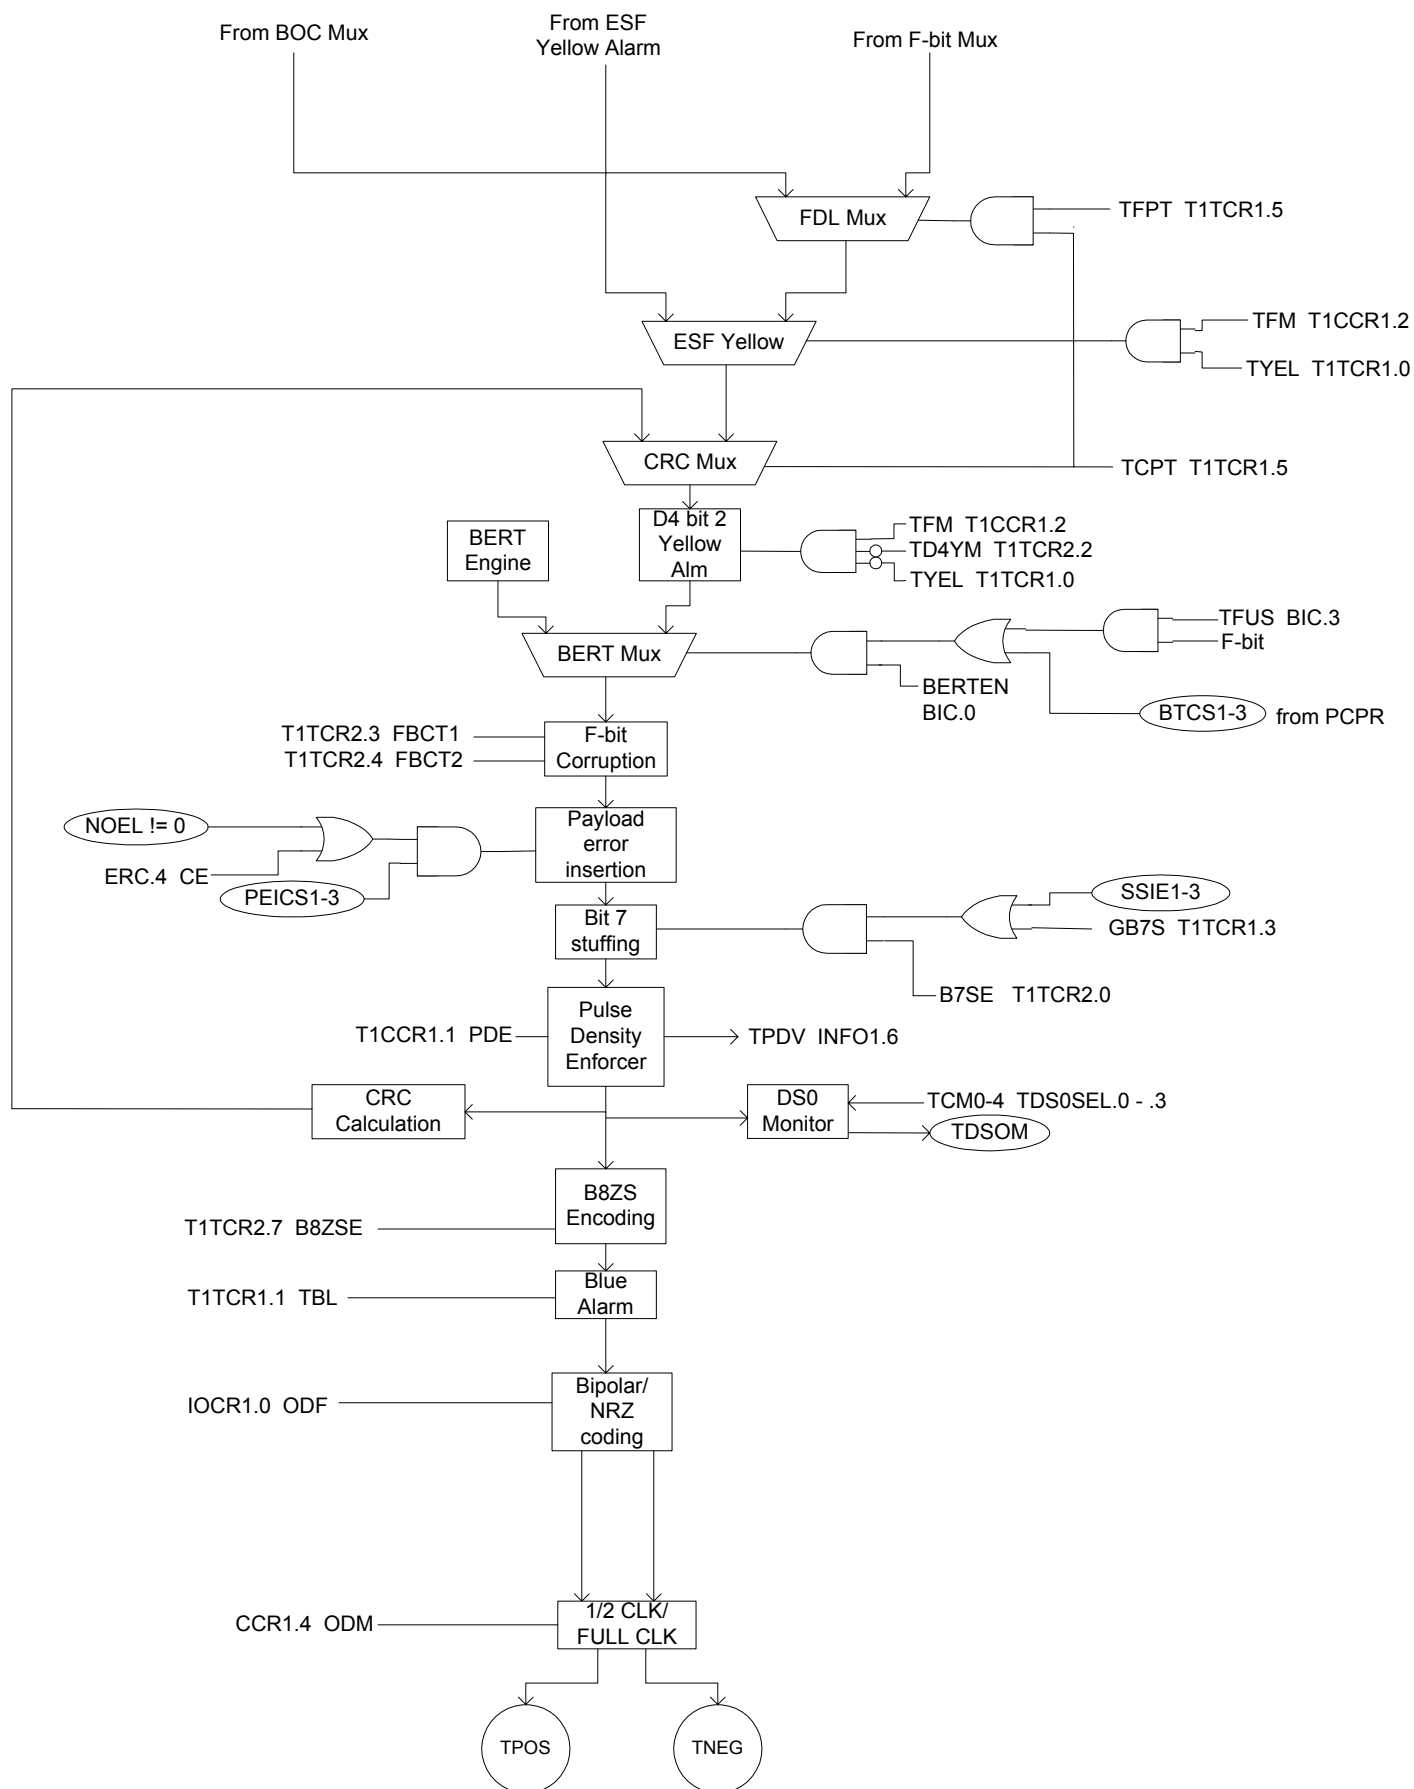 From BOC Mux
From ESF
Yellow Alarm
From F-bit Mux
FDL Mux
TFPT T1TCR1.5
ESF Yellow
TFM T1CCR1.2
TYEL T1TCR1.0
CRC Mux
TCPT T1TCR1.5
BERT
Engine
D4 bit 2
Yellow
Alm
TFM T1CCR1.2
TD4YM T1TCR2.2
TYEL T1TCR1.0
BERT Mux
TFUS BIC.3
F-bit
BERTEN
BIC.0
BTCS1-3
from PCPR
T1TCR2.3 FBCT1
T1TCR2.4 FBCT2
F-bit
Corruption
NOEL != 0
ERC.4 CE
PEICS1-3
Payload
error
insertion
Bit 7
stuffing
SSIE1-3
GB7S T1TCR1.3
B7SE T1TCR2.0
T1CCR1.1 PDE
Pulse
Density
Enforcer
TPDV INFO1.6
CRC
Calculation
DS0
Monitor
TCM0-4 TDS0SEL.0 - .3
TDSOM
T1TCR2.7 B8ZSE
B8ZS
Encoding
T1TCR1.1 TBL
Blue
Alarm
IOCR1.0 ODF
Bipolar/
NRZ
coding
CCR1.4 ODM
1/2 CLK/
FULL CLK
TPOS
TNEG